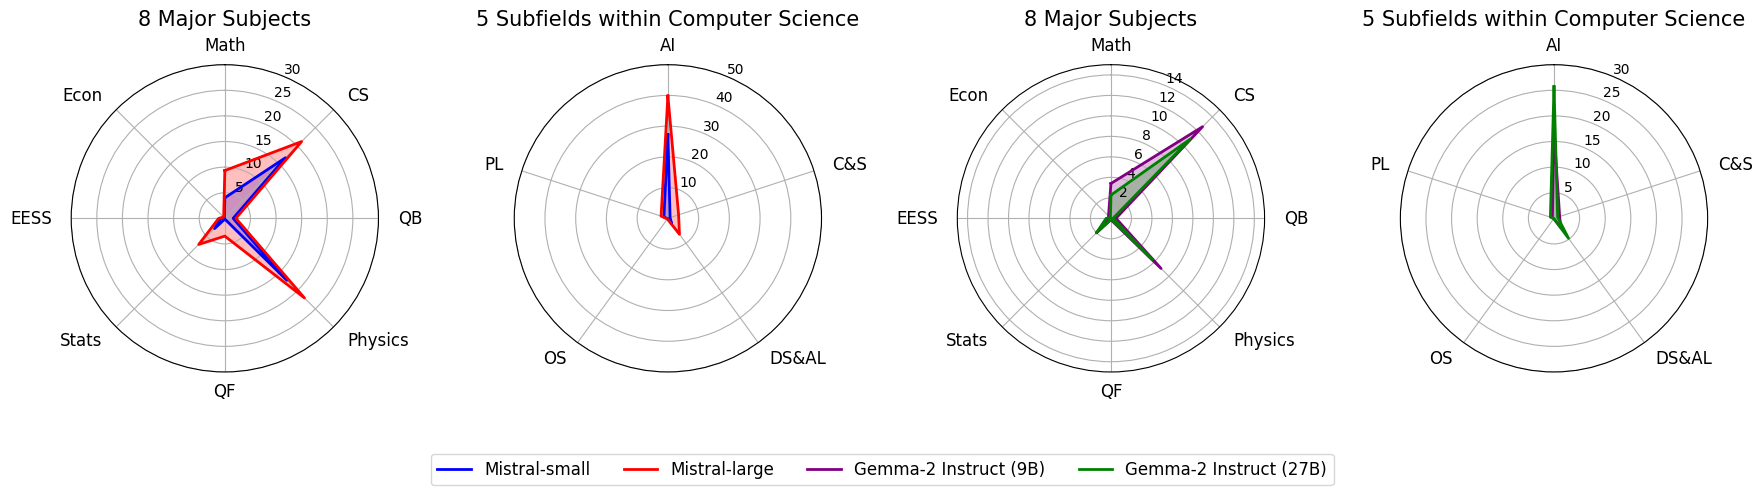 8 Major Subjects
Math
CS
QB
Physics
QF
Stats
EESS
Econ
5
10
15
20
25
30
5 Subfields within Computer Science
AI
C&S
DS&AL
OS
PL
10
20
30
40
50
8 Major Subjects
Math
CS
QB
Physics
QF
Stats
EESS
Econ
2
4
6
8
10
12
14
5 Subfields within Computer Science
AI
C&S
DS&AL
OS
PL
5
10
15
20
25
30
Mistral-small Mistral-large Gemma-2 Instruct (9B) Gemma-2 Instruct (27B)